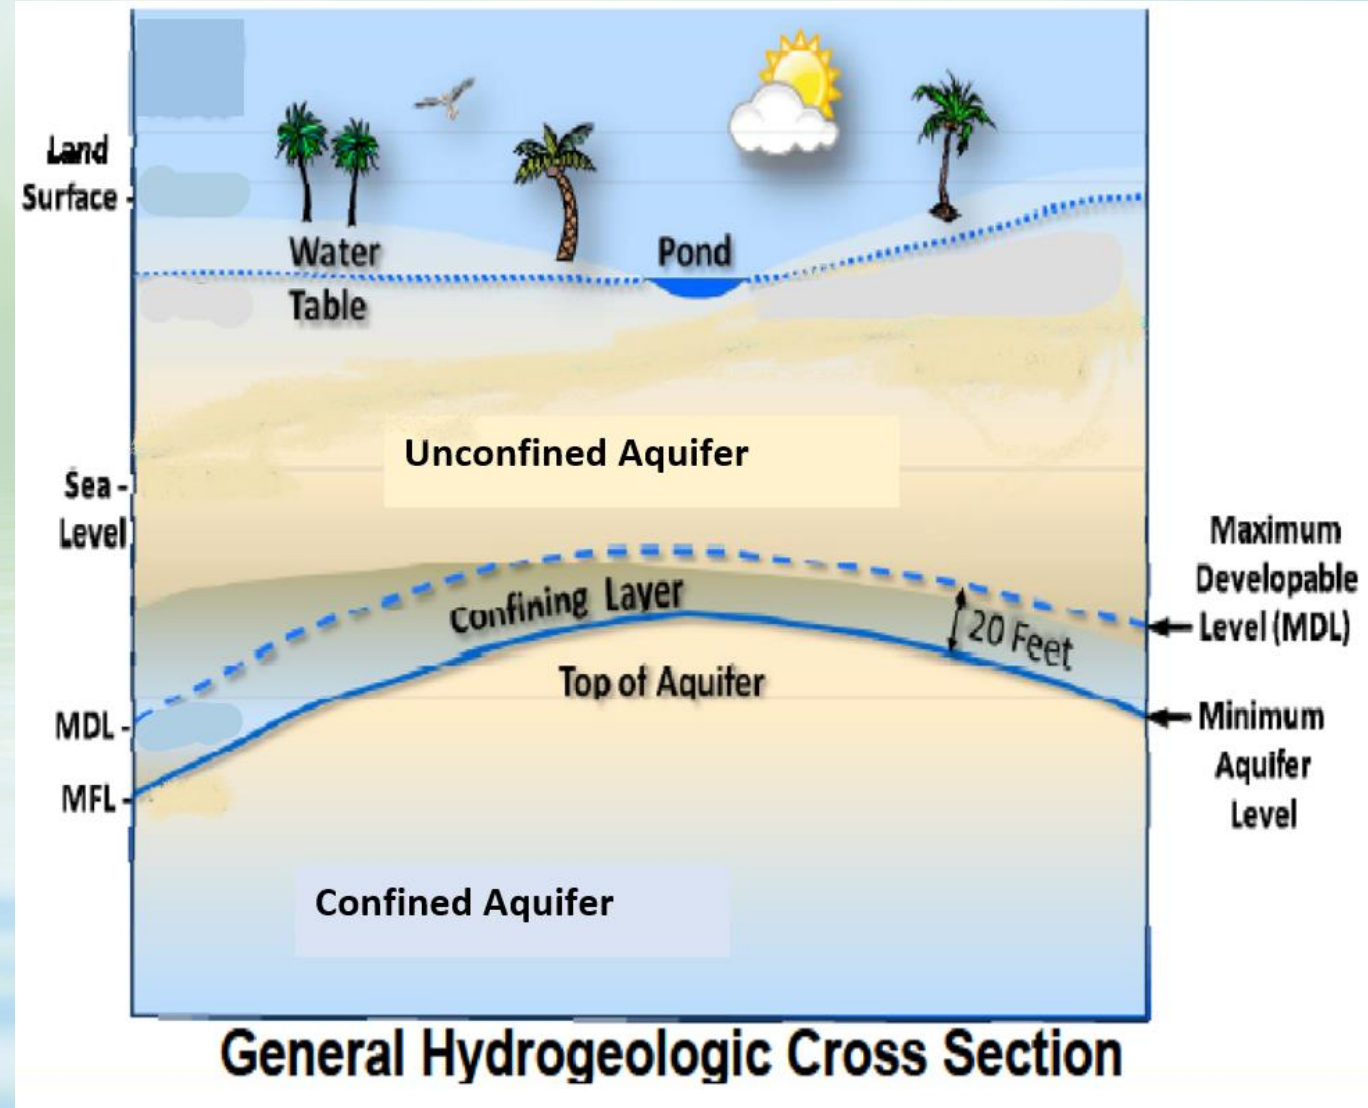 Land
Surface -
Water
Table
Pond
Unconfined Aquifer
Sea -
Level
Maximum
Developable
Level (MDL)
Confining Layer
20 Feet
Top of Aquifer
MDL -
MFL -
Minimum
Aquifer
Level
Confined Aquifer
General Hydrogeologic Cross Section